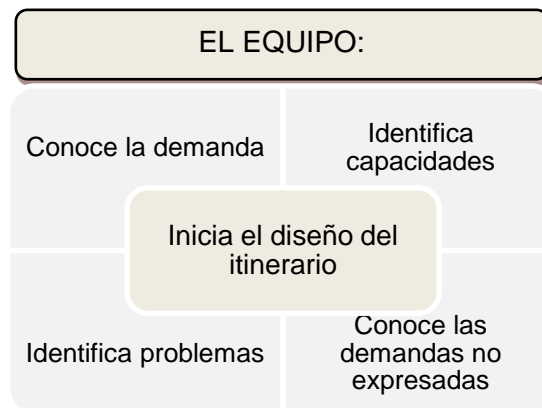 EL EQUIPO:
Conoce la demanda
Identifica
capacidades
Inicia el diseño del
itinerario
Identifica problemas
Conoce las
demandas no
expresadas